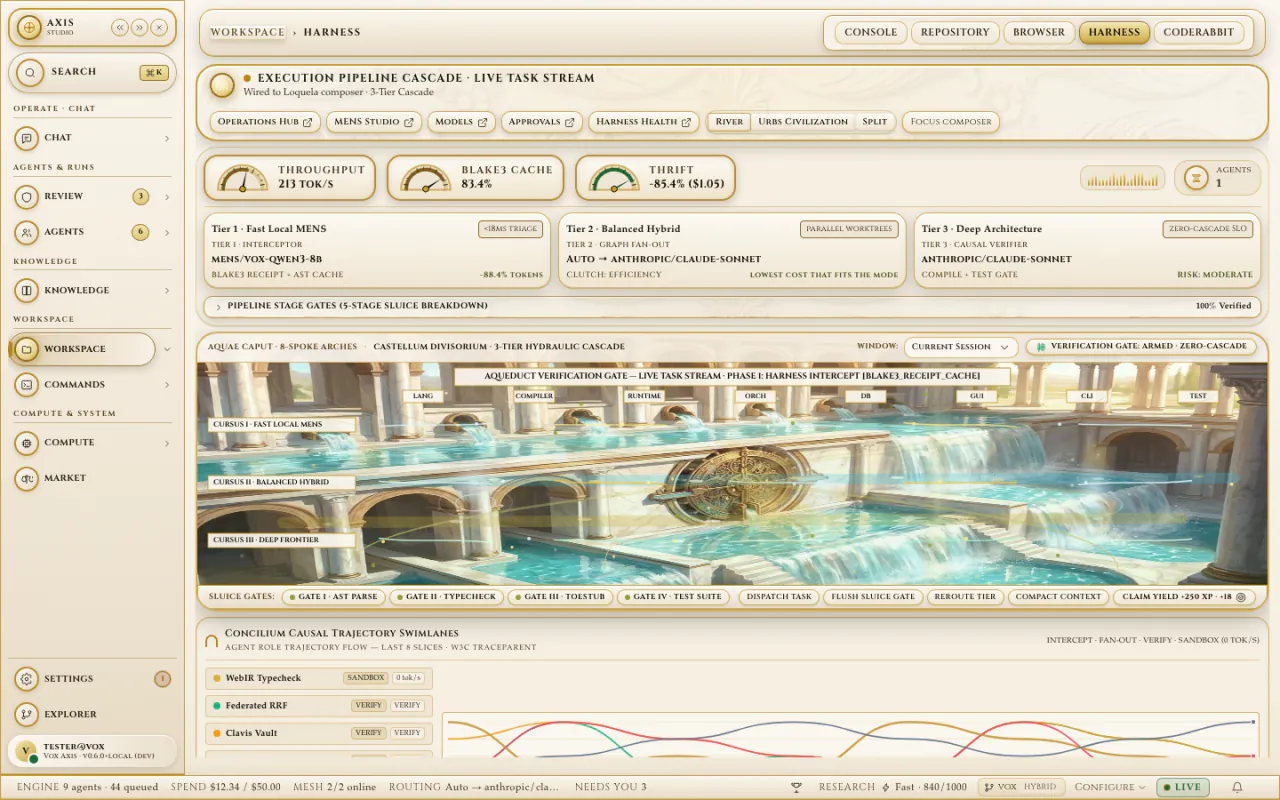 AXIS
STUDIO
SEARCH
⌘ K
OPERATE · CHAT
CHAT
AGENTS & RUNS
REVIEW 3
AGENTS 6
KNOWLEDGE
KNOWLEDGE
WORKSPACE
WORKSPACE
COMMANDS
COMPUTE & SYSTEM
COMPUTE
MARKET
SETTINGS 1
EXPLORER
V
TESTER@VOX
VOX AXIS · V0.6.0+LOCAL (DEV)
WORKSPACE › HARNESS
CONSOLE REPOSITORY BROWSER HARNESS CODERABBIT
EXECUTION PIPELINE CASCADE · LIVE TASK STREAM
Wired to Loquela composer · 3-Tier Cascade
OPERATIONS HUB MENS STUDIO MODELS APPROVALS HARNESS HEALTH RIVER URBS CIVILIZATION SPLIT FOCUS COMPOSER
THROUGHPUT
213 TOK/S
BLAKE3 CACHE
83.4%
THRIFT
-85.4% ($1.05)
AGENTS
1
Tier 1 · Fast Local MENS <18MS TRIAGE
TIER 1 · INTERCEPTOR
MENS/VOX-QWEN3-8B
BLAKE3 RECEIPT + AST CACHE -88.4% TOKENS
Tier 2 · Balanced Hybrid PARALLEL WORKTREES
TIER 2 · GRAPH FAN-OUT
AUTO → ANTHROPIC/CLAUDE-SONNET
CLUTCH: EFFICIENCY LOWEST COST THAT FITS THE MODE
Tier 3 · Deep Architecture ZERO-CASCADE SLO
TIER 3 · CAUSAL VERIFIER
ANTHROPIC/CLAUDE-SONNET
COMPILE + TEST GATE RISK: MODERATE
PIPELINE STAGE GATES (5-STAGE SLUICE BREAKDOWN) 100% Verified
AQUAE CAPUT · 8-SPOKE ARCHES · CASTELLUM DIVISORIUM · 3-TIER HYDRAULIC CASCADE
WINDOW: CURRENT SESSION VERIFICATION GATE: ARMED · ZERO-CASCADE
AQUEDUCT VERIFICATION GATE — LIVE TASK STREAM · PHASE I: HARNESS INTERCEPT [BLAKE3_RECEIPT_CACHE]
LANG COMPILER RUNTIME ORCH DB GUI CLI TEST
CURSUS I · FAST LOCAL MENS
CURSUS II · BALANCED HYBRID
CURSUS III · DEEP FRONTIER
SLUICE GATES: GATE I · AST PARSE GATE II · TYPECHECK GATE III · TOESTUB GATE IV · TEST SUITE DISPATCH TASK FLUSH SLUICE GATE REROUTE TIER COMPACT CONTEXT CLAIM YIELD +250 XP · +18
CONCILIUM CAUSAL TRAJECTORY SWIMLANES
AGENT ROLE TRAJECTORY FLOW — LAST 8 SLICES · W3C TRACEPARENT
INTERCEPT · FAN-OUT · VERIFY · SANDBOX (0 TOK/S)
WebIR Typecheck SANDBOX 0 tok/s
Federated RRF VERIFY VERIFY
Clavis Vault VERIFY VERIFY
ENGINE 9 agents · 44 queued SPEND $12.34 / $50.00 MESH 2/2 online ROUTING Auto → anthropic/cla... NEEDS YOU 3
RESEARCH Fast · 840/1000 VOX HYBRID CONFIGURE LIVE